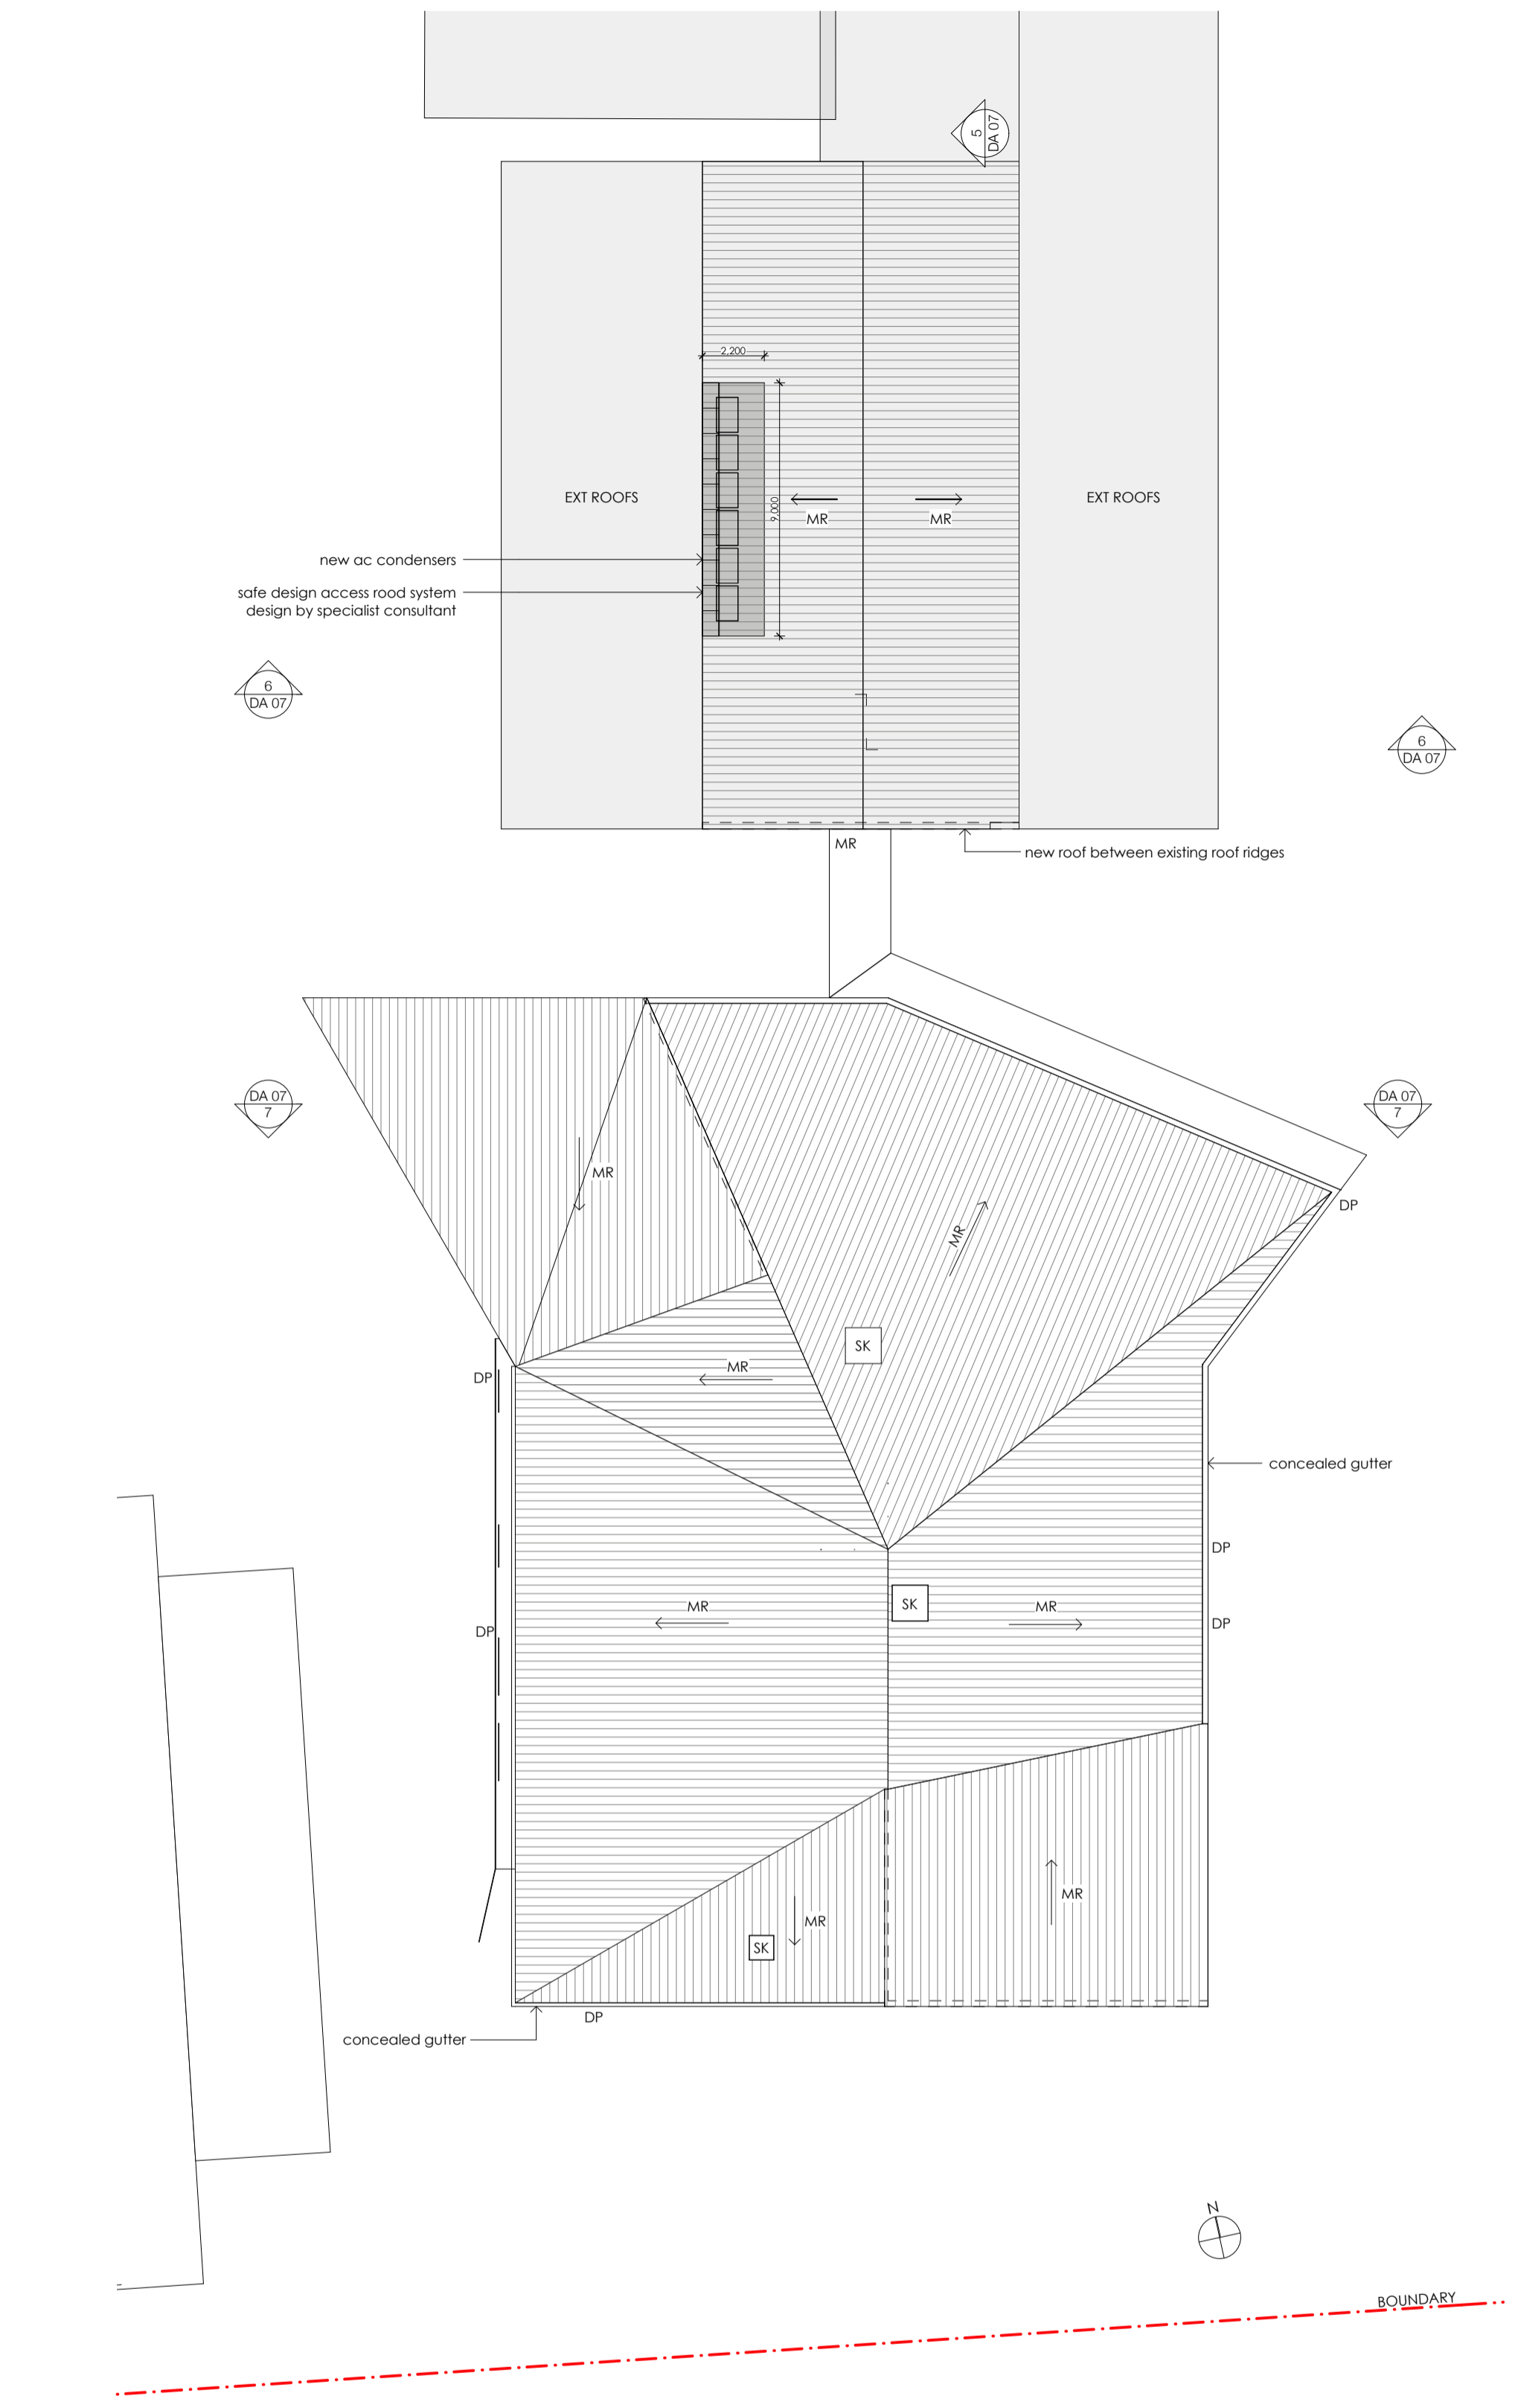 5
DA 07
2,200
9,000
EXT ROOFS
EXT ROOFS
MR
MR
new ac condensers
safe design access rood system
design by specialist consultant
6
DA 07
6
DA 07
MR
new roof between existing roof ridges
DA 07
7
DA 07
7
MR
DP
MR
SK
MR
DP
concealed gutter
DP
SK
MR
MR
DP
DP
MR
MR
SK
DP
concealed gutter
N
BOUNDARY